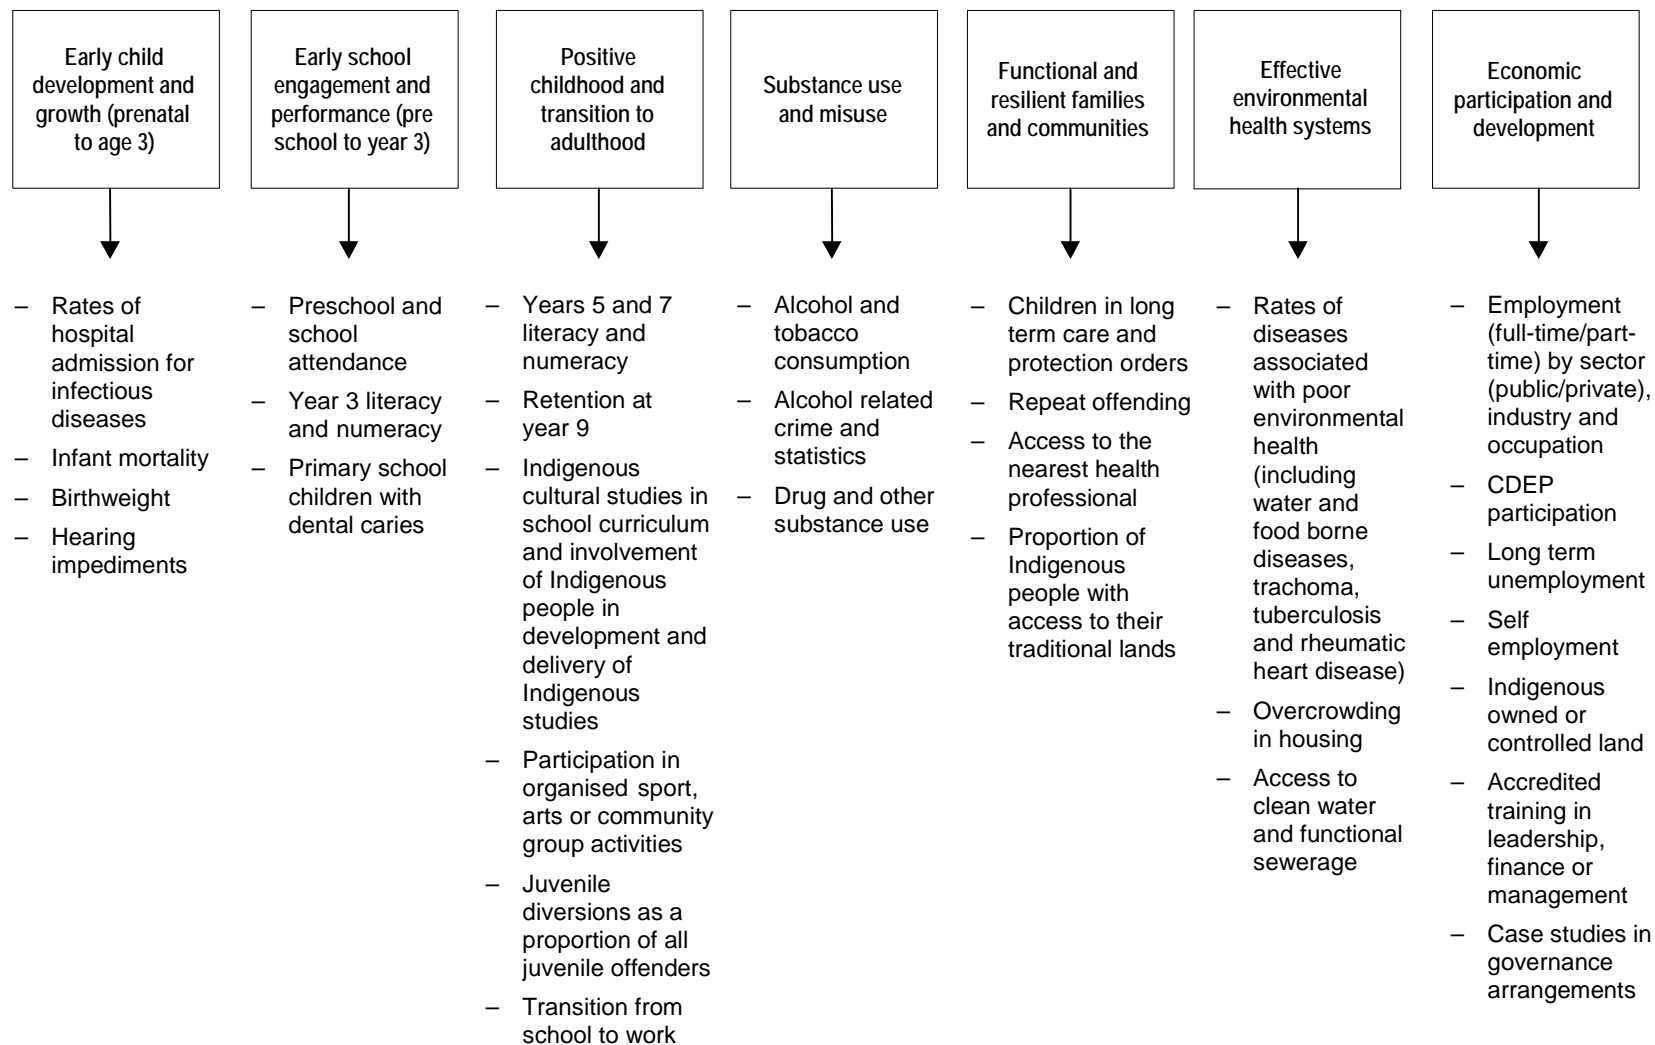 Early child
development and
growth (prenatal
to age 3)
Early school
engagement and
performance (pre
school to year 3)
Positive
childhood and
transition to
adulthood
Substance use
and misuse
Functional and
resilient families
and communities
Effective
environmental
health systems
Economic
participation and
development
– Rates of
hospital
admission for
infectious
diseases
– Infant mortality
– Birthweight
– Hearing
impediments
– Preschool and
school
attendance
– Year 3 literacy
and numeracy
– Primary school
children with
dental caries
– Years 5 and 7
literacy and
numeracy
– Retention at
year 9
– Indigenous
cultural studies in
school curriculum
and involvement
of Indigenous
people in
development and
delivery of
Indigenous
studies
– Participation in
organised sport,
arts or community
group activities
– Juvenile
diversions as a
proportion of all
juvenile offenders
– Transition from
school to work
– Alcohol and
tobacco
consumption
– Alcohol related
crime and
statistics
– Drug and other
substance use
– Children in long
term care and
protection orders
– Repeat offending
– Access to the
nearest health
professional
– Proportion of
Indigenous
people with
access to their
traditional lands
– Rates of
diseases
associated
with poor
environmental
health
(including
water and
food borne
diseases,
trachoma,
tuberculosis
and rheumatic
heart disease)
– Overcrowding
in housing
– Access to
clean water
and functional
sewerage
– Employment
(full-time/part-
time) by sector
(public/private),
industry and
occupation
– CDEP
participation
– Long term
unemployment
– Self
employment
– Indigenous
owned or
controlled land
– Accredited
training in
leadership,
finance or
management
– Case studies in
governance
arrangements